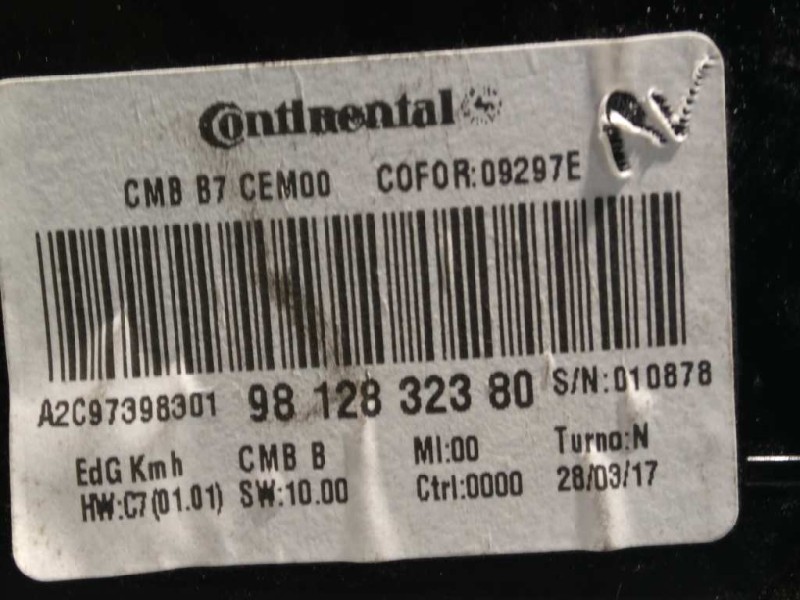 Continental
CMB B7 CEM00 COFOR:09297E
A2C97398301 98 128 323 80 S/N:010878
EdG Kmh CMB B MI:00 Turno:N
HW:C7(01.01) SW:10.00 Ctrl:0000 28/03/17